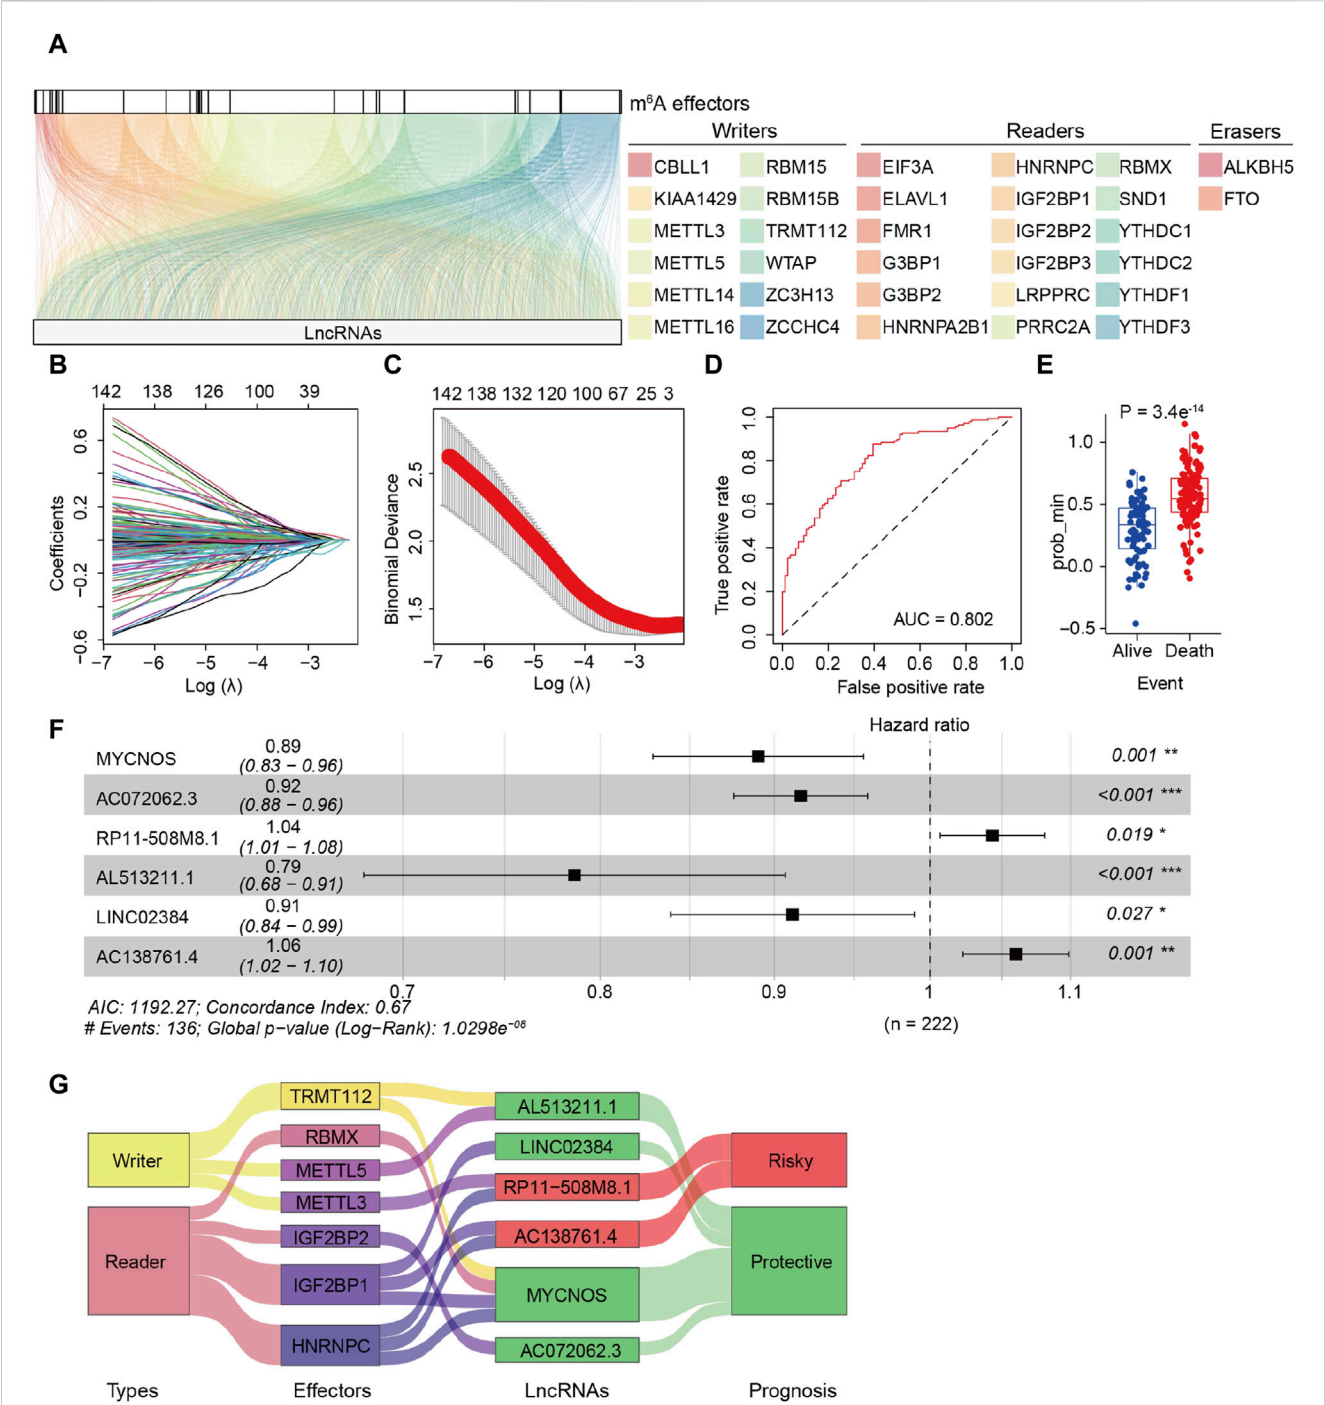 A
m⁶A effectors
Writers Readers Erasers
CBLL1 RBM15 EIF3A HNRNPC RBMX ALKBH5
KIAA1429 RBM15B ELAVL1 IGF2BP1 SND1 FTO
METTL3 TRMT112 FMR1 IGF2BP2 YTHDC1
METTL5 WTAP G3BP1 IGF2BP3 YTHDC2
METTL14 ZC3H13 G3BP2 LRPPRC YTHDF1
METTL16 ZCCHC4 HNRNPA2B1 PRRC2A YTHDF3
LncRNAs
B
142 138 126 100 39
Coefficients
0.6
0.2
−0.2
−0.6
−7 −6 −5 −4 −3
Log (λ)
C
142 138 132 120 100 67 25 3
Binomial Deviance
2.5
2.0
1.5
−7 −6 −5 −4 −3
Log (λ)
D
True positive rate
1.0
0.8
0.6
0.4
0.2
0.0
AUC = 0.802
0.0 0.2 0.4 0.6 0.8 1.0
False positive rate
E
P = 3.4e⁻¹⁴
prob_min
1.0
0.5
−0.0
−0.5
Alive Death
Event
F
Hazard ratio
MYCNOS 0.89 (0.83 − 0.96) 0.001 **
AC072062.3 0.92 (0.88 − 0.96) <0.001 ***
RP11-508M8.1 1.04 (1.01 − 1.08) 0.019 *
AL513211.1 0.79 (0.68 − 0.91) <0.001 ***
LINC02384 0.91 (0.84 − 0.99) 0.027 *
AC138761.4 1.06 (1.02 − 1.10) 0.001 **
0.7 0.8 0.9 1 1.1
AIC: 1192.27; Concordance Index: 0.67
# Events: 136; Global p−value (Log−Rank): 1.0298e⁻⁰⁸
(n = 222)
G
Writer
Reader
TRMT112
RBMX
METTL5
METTL3
IGF2BP2
IGF2BP1
HNRNPC
AL513211.1
LINC02384
RP11−508M8.1
AC138761.4
MYCNOS
AC072062.3
Risky
Protective
Types Effectors LncRNAs Prognosis